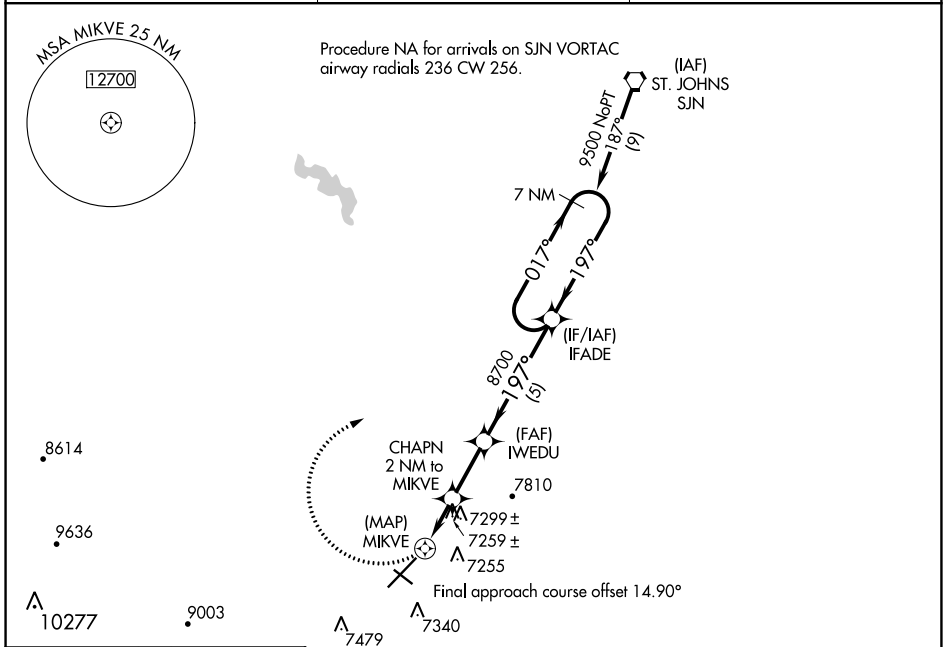 MSA MIKVE 25 NM
12700
Procedure NA for arrivals on SJN VORTAC
airway radials 236 CW 256.
(IAF)
ST. JOHNS
SJN
9500 NoPT
187°
(9)
7 NM
017°
197°
(IF/IAF)
IFADE
8700
197°
(5)
(FAF)
IWEDU
CHAPN
2 NM to
MIKVE
8614
7810
7299 ±
7259 ±
(MAP)
MIKVE
9636
7255
Final approach course offset 14.90°
10277
9003
7340
7479